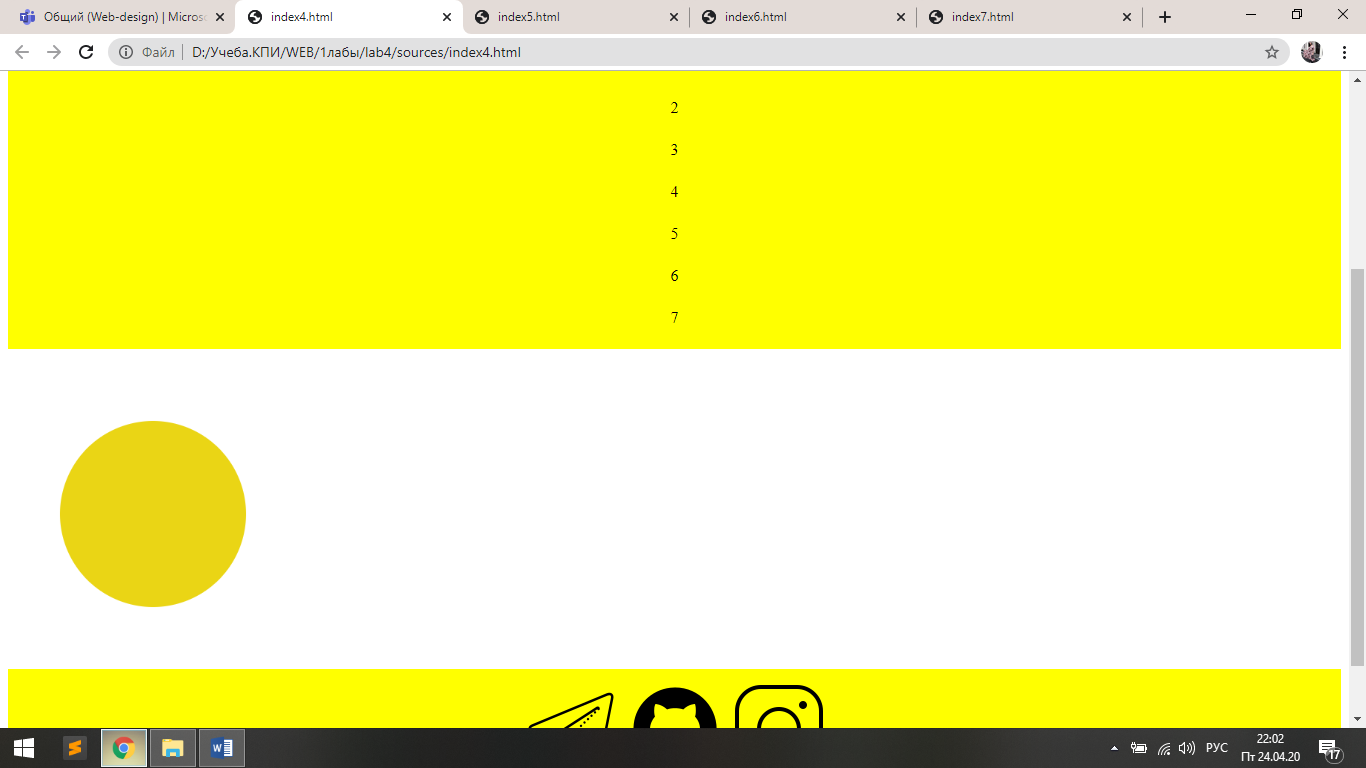 Общий (Web-design) | Micros
index4.html
index5.html
index6.html
index7.html
Файл
D:/Учеба.КПИ/WEB/1лабы/lab4/sources/index4.html
2
3
4
5
6
7
РУС
22:02
Пт 24.04.20
17